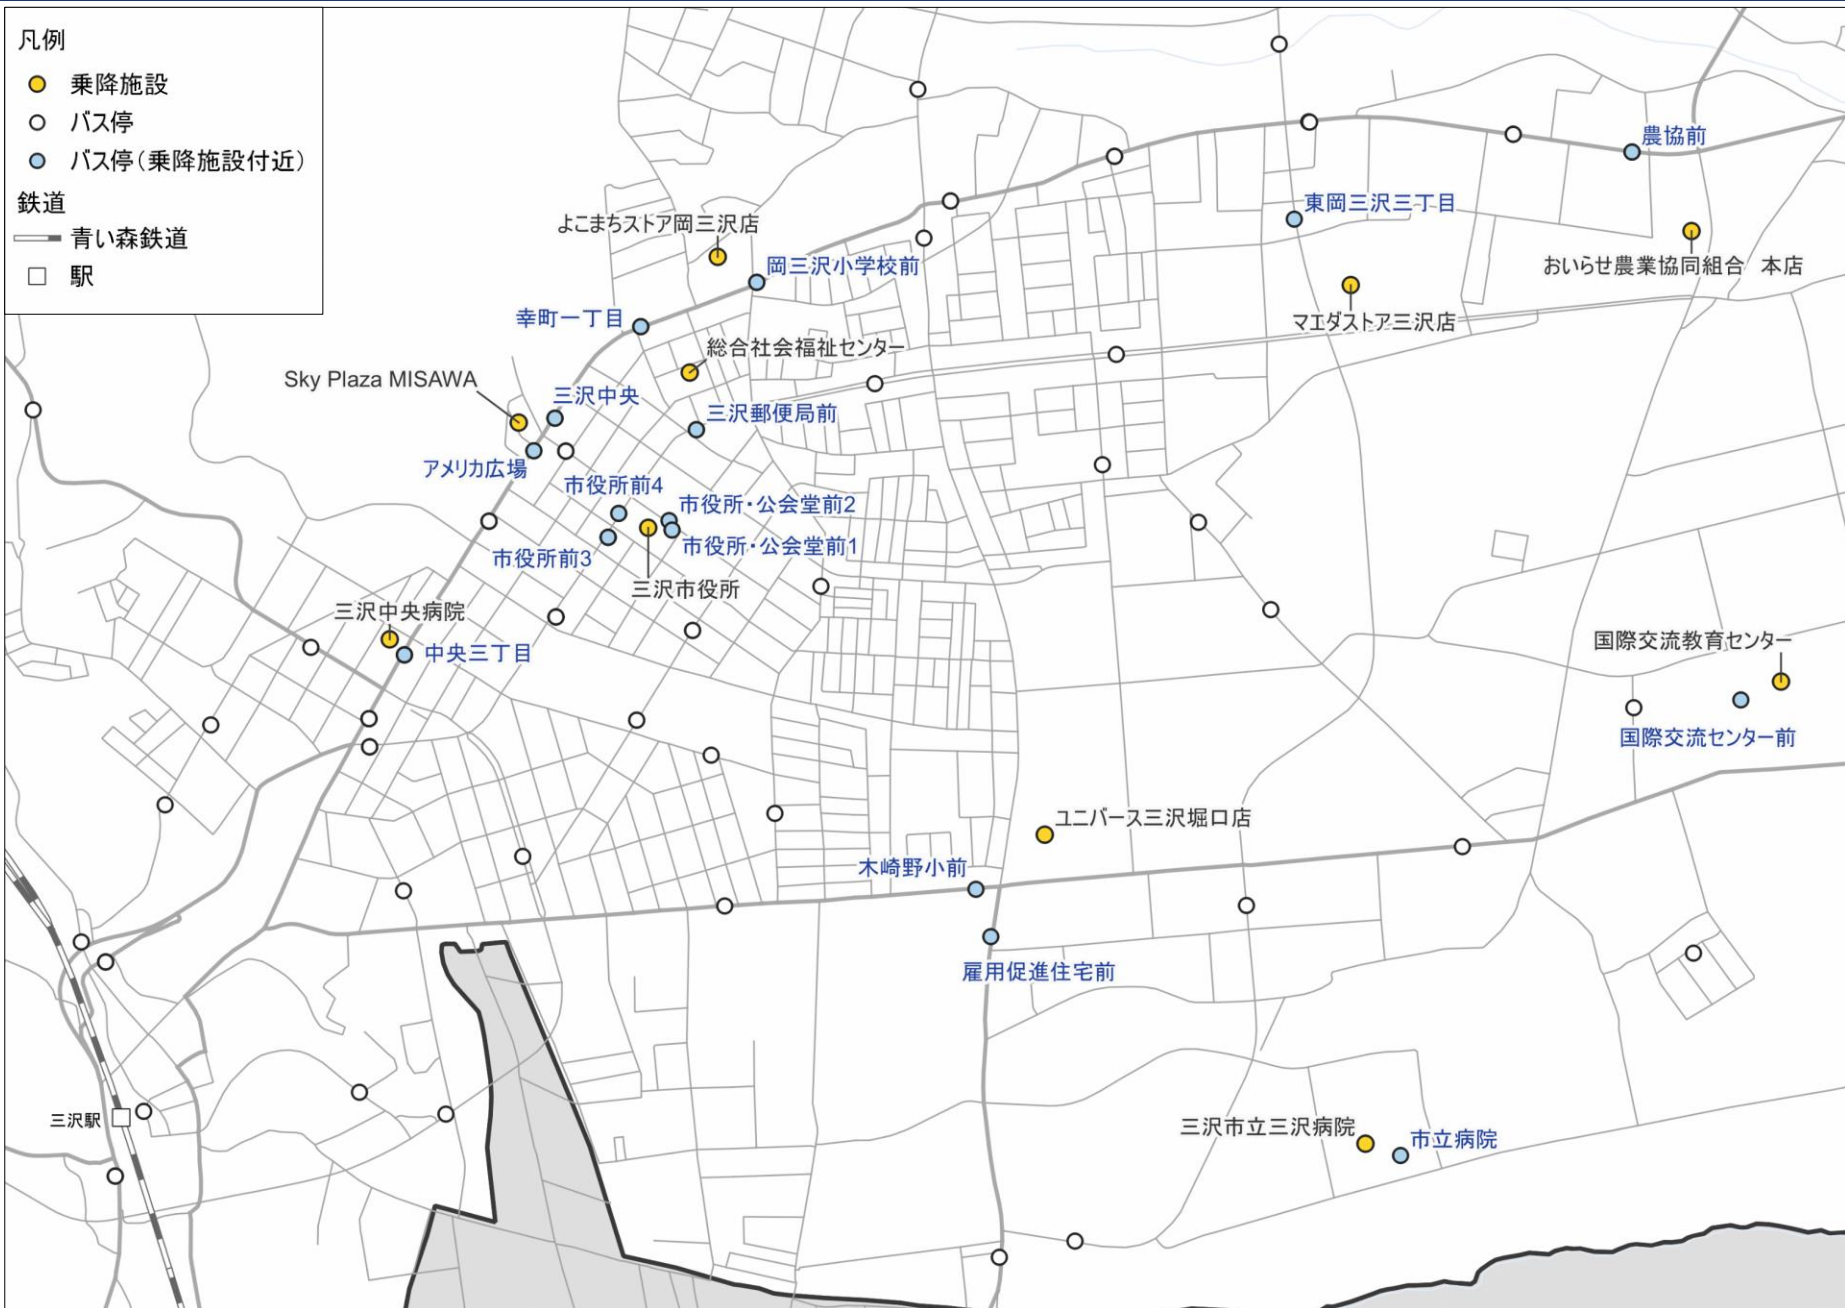 凡例
乗降施設
バス停
バス停(乗降施設付近)
鉄道
青い森鉄道
駅
農協前
東岡三沢三丁目
よこまちストア岡三沢店
岡三沢小学校前
おいらせ農業協同組合　本店
幸町一丁目
マエダストア三沢店
総合社会福祉センター
Sky Plaza MISAWA
三沢中央
三沢郵便局前
アメリカ広場
市役所前4
市役所・公会堂前2
市役所・公会堂前1
市役所前3
三沢市役所
三沢中央病院
中央三丁目
国際交流教育センター
国際交流センター前
ユニバース三沢堀口店
木崎野小前
雇用促進住宅前
三沢駅
三沢市立三沢病院
市立病院